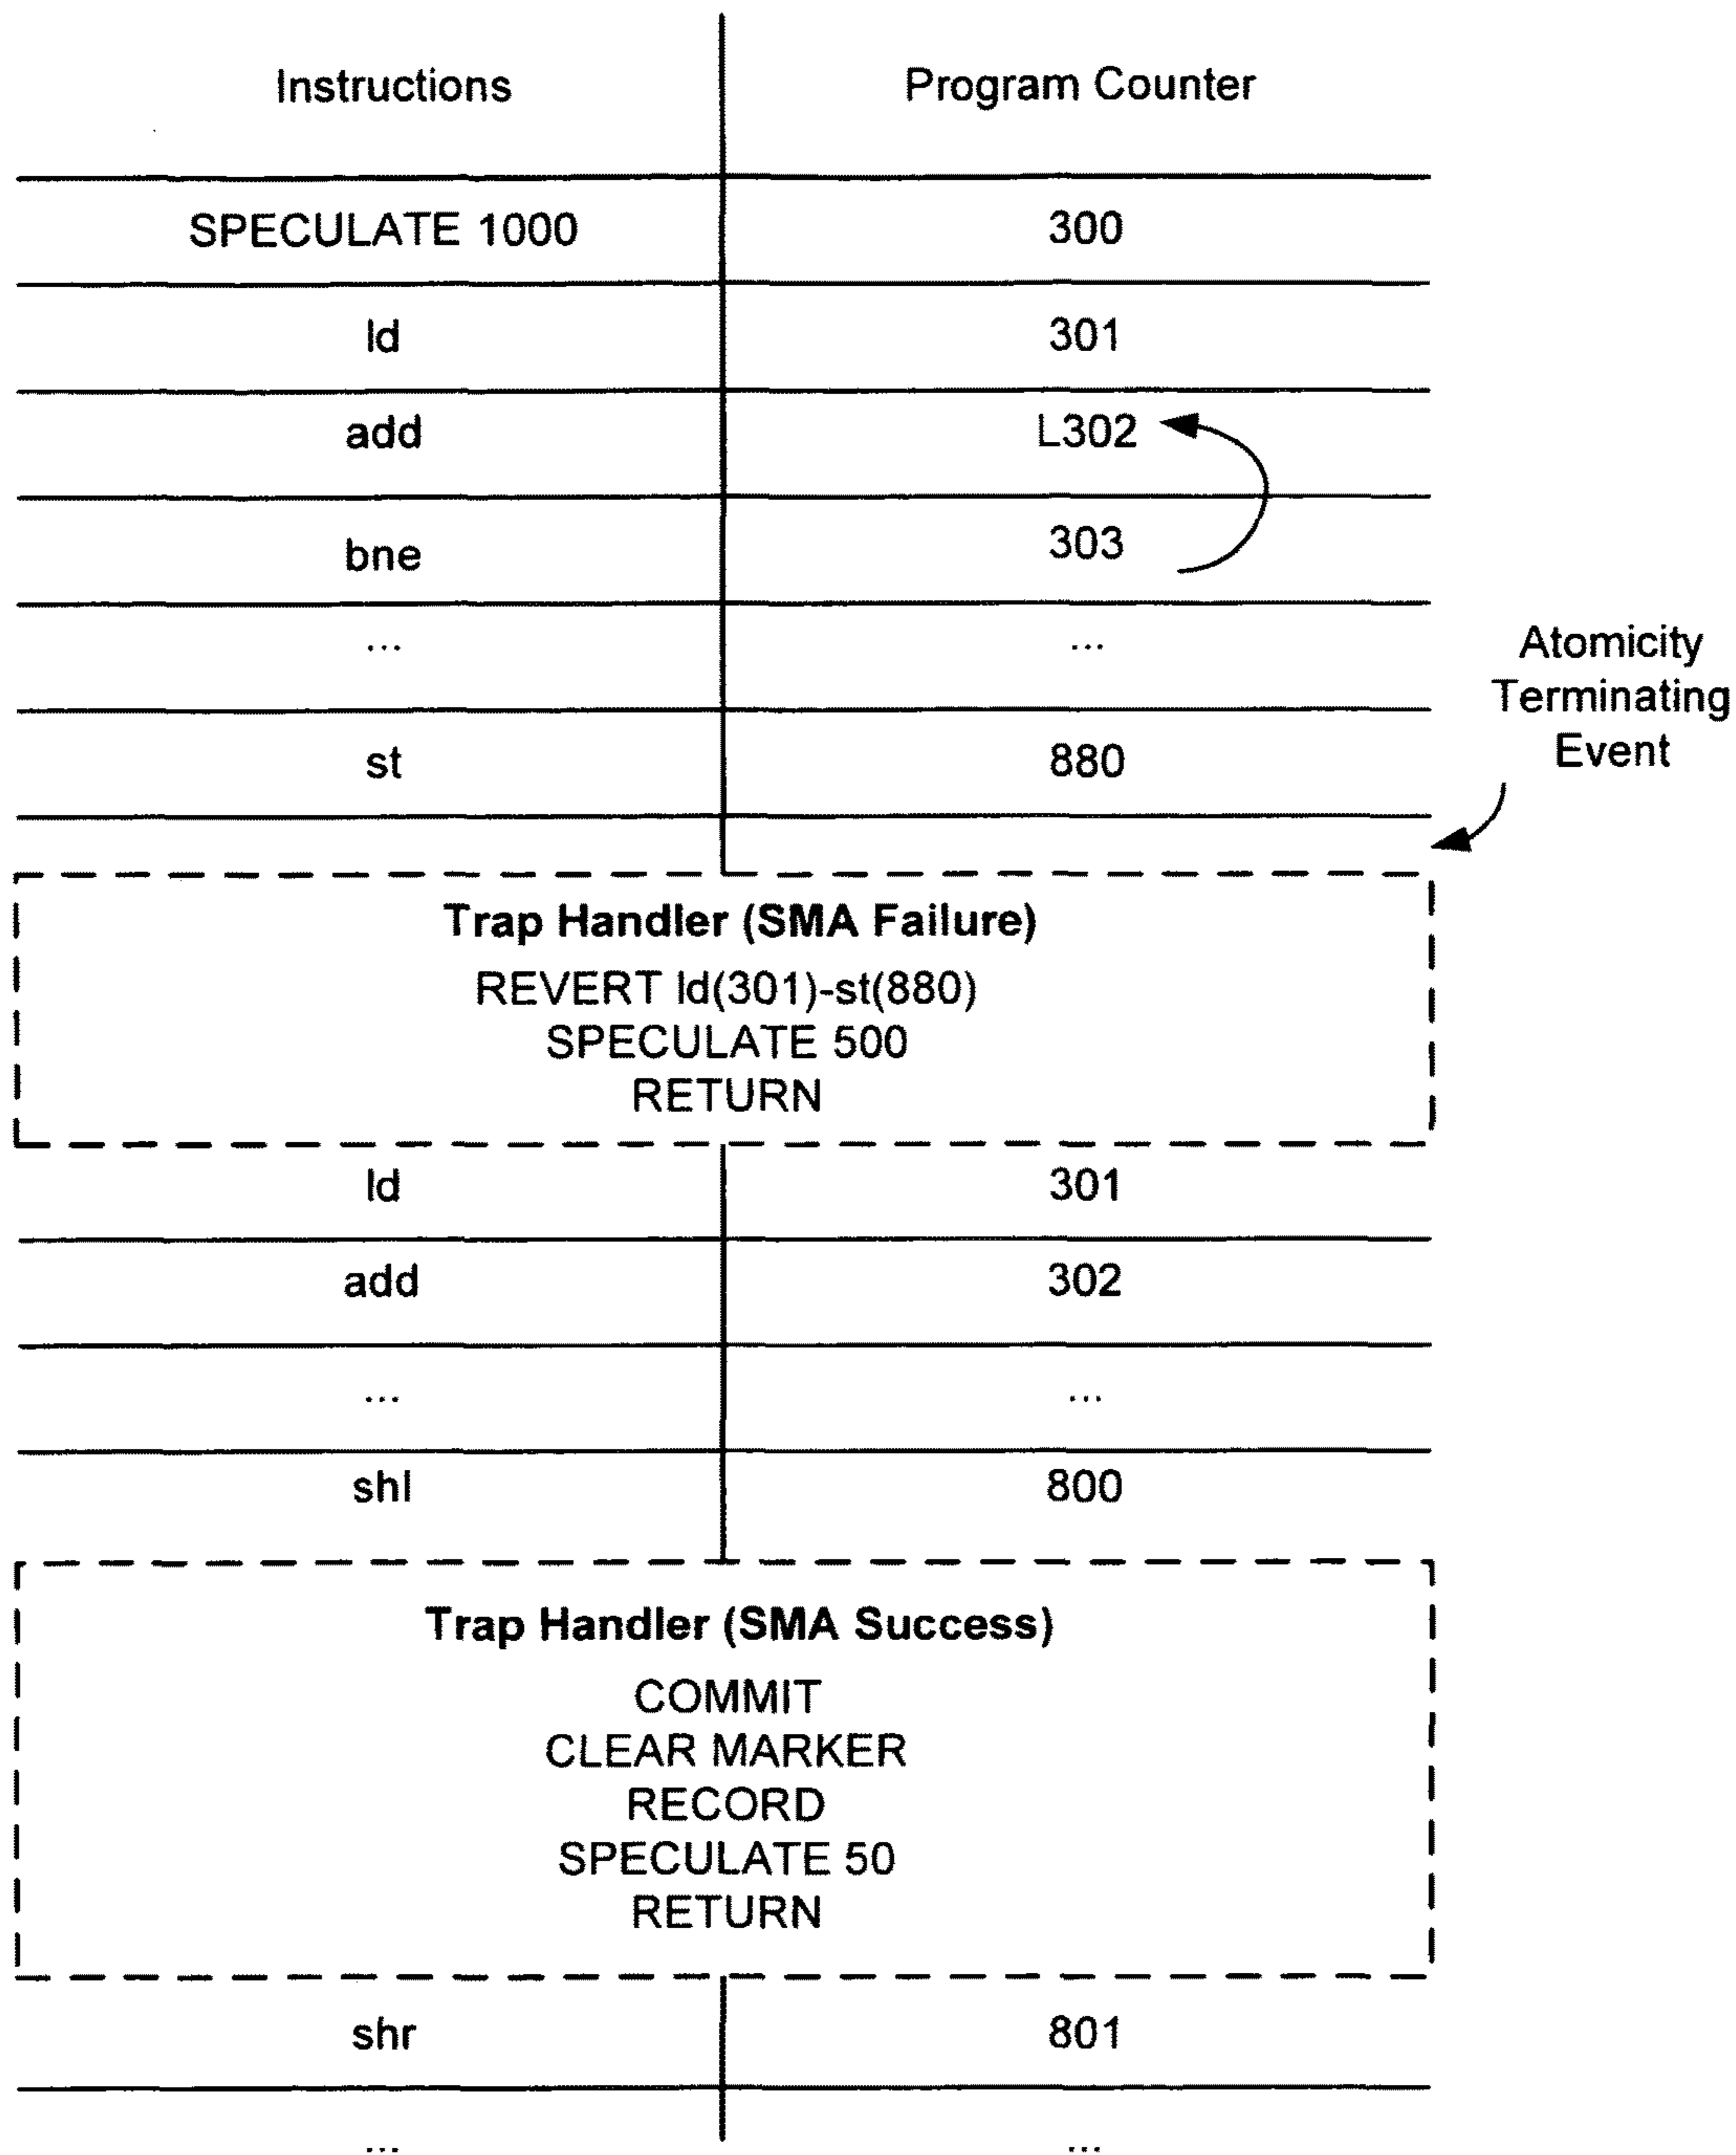 Instructions Program Counter
SPECULATE 1000 300
ld 301
add L302
bne 303
... ...
Atomicity
Terminating
Event
st 880
Trap Handler (SMA Failure)
REVERT ld(301)-st(880)
SPECULATE 500
RETURN
ld 301
add 302
... ...
shl 800
Trap Handler (SMA Success)
COMMIT
CLEAR MARKER
RECORD
SPECULATE 50
RETURN
shr 801
... ...